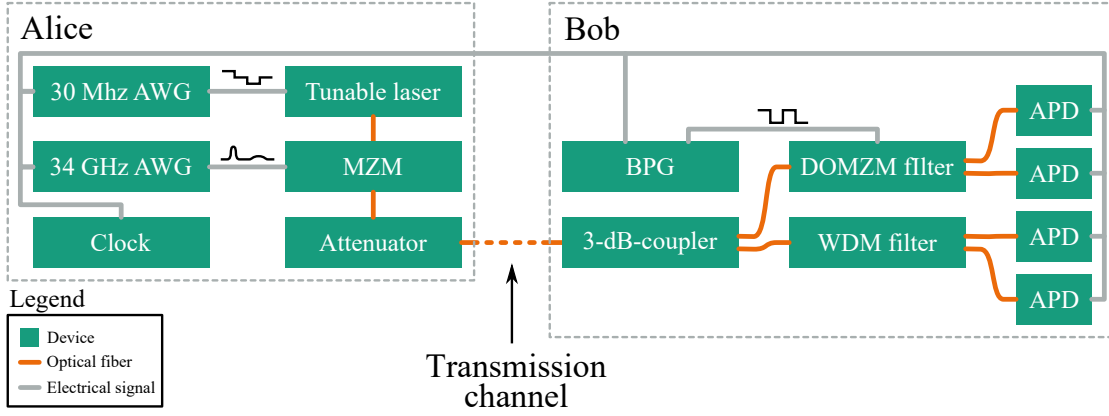 Alice
Bob
30 Mhz AWG
Tunable laser
34 GHz AWG
MZM
Clock
Attenuator
BPG
DOMZM fIlter
3-dB-coupler
WDM filter
APD
APD
APD
APD
Transmission
channel
Legend
Device
Optical fiber
Electrical signal